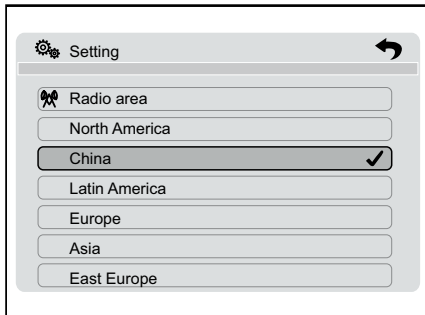 Setting
Radio area
North America
China
Latin America
Europe
Asia
East Europe